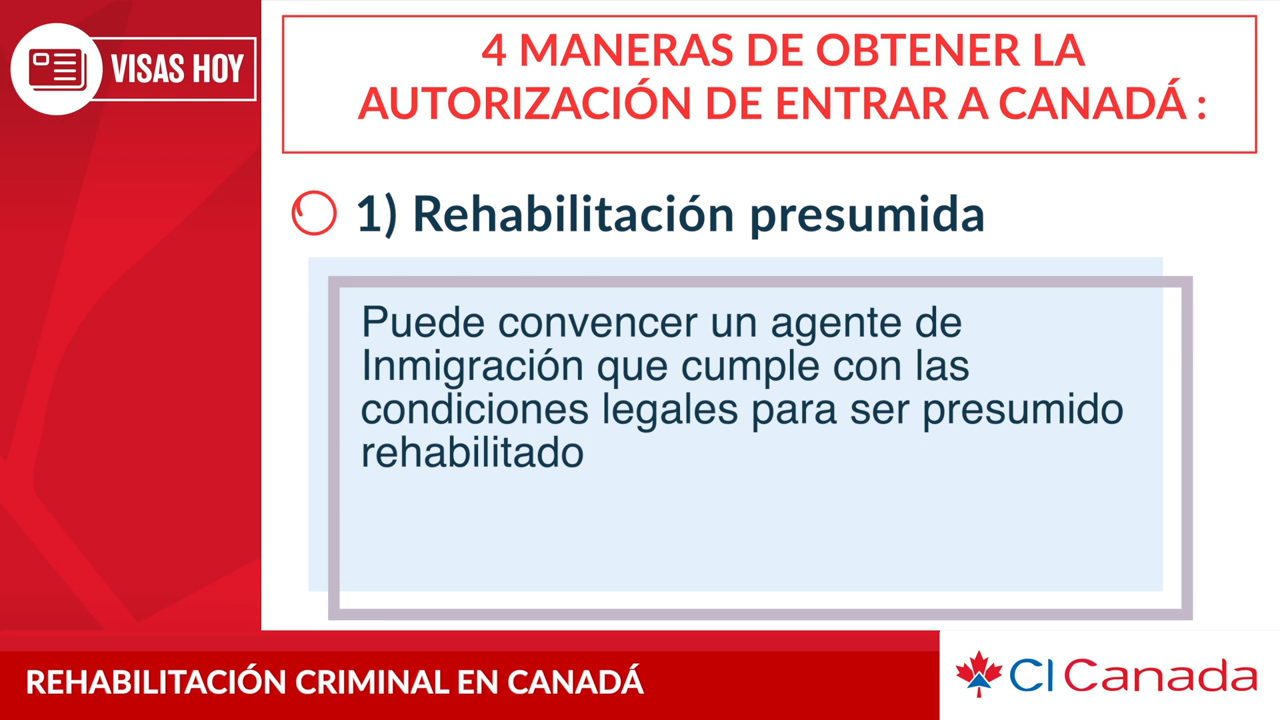 VISAS HOY
4 MANERAS DE OBTENER LA
AUTORIZACIÓN DE ENTRAR A CANADÁ :
1) Rehabilitación presumida
Puede convencer un agente de
Inmigración que cumple con las
condiciones legales para ser presumido
rehabilitado
REHABILITACIÓN CRIMINAL EN CANADÁ
CI Canada